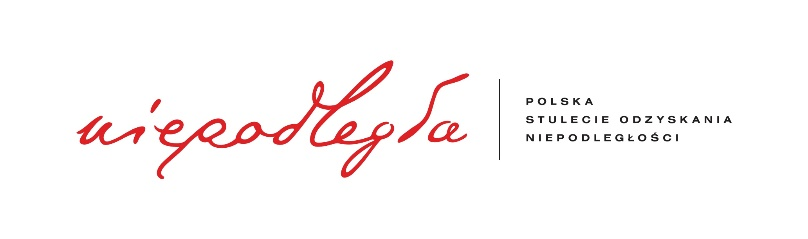 niepodległa
POLSKA
STULECIE ODZYSKANIA
NIEPODLEGŁOŚCI